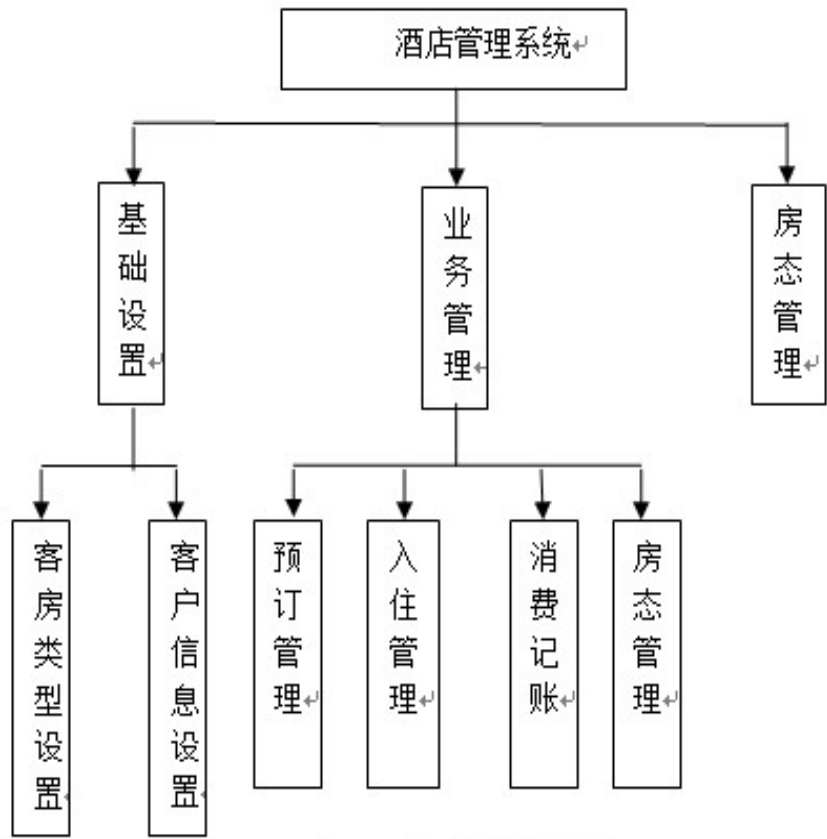 酒店管理系统
基础设置
业务管理
房态管理
客房类型设置
客户信息设置
预订管理
入住管理
消费记账
房态管理